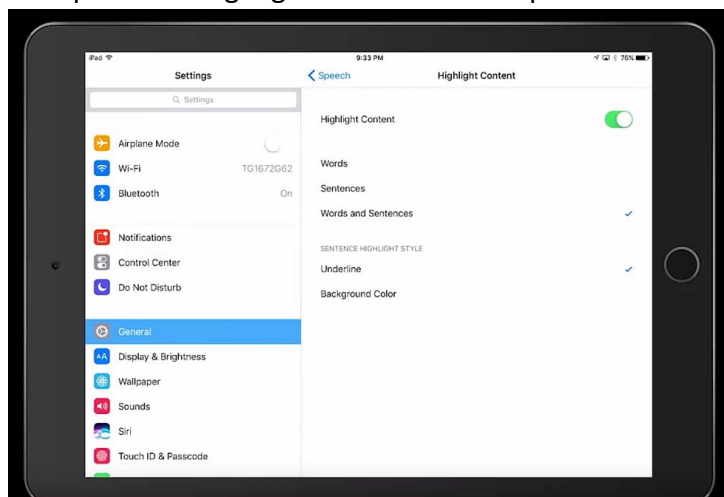 iPad 9:33 PM 76%
Settings
Settings
Airplane Mode
Wi-Fi TG1672G62
Bluetooth On
Notifications
Control Center
Do Not Disturb
General
Display & Brightness
Wallpaper
Sounds
Siri
Touch ID & Passcode
Speech Highlight Content
Highlight Content
Words
Sentences
Words and Sentences
SENTENCE HIGHLIGHT STYLE
Underline
Background Color